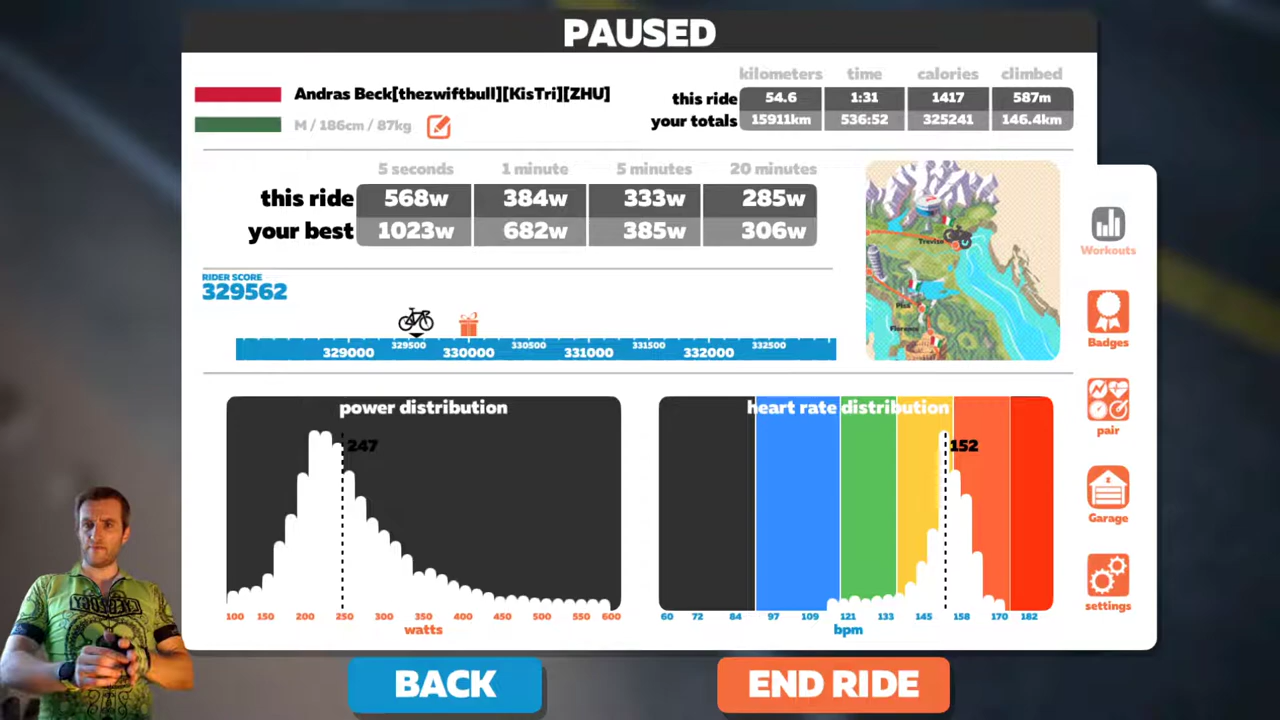 PAUSED
Andras Beck[thezwiftbull][KisTri][ZHU]
M / 186cm / 87kg
kilometers time calories climbed
this ride 54.6 1:31 1417 587m
your totals 15911km 536:52 325241 146.4km
5 seconds 1 minute 5 minutes 20 minutes
this ride 568w 384w 333w 285w
your best 1023w 682w 385w 306w
RIDER SCORE
329562
329000 329500 330000 330500 331000 331500 332000 332500
Treviso
Pisa
Florence
Workouts
Badges
pair
Garage
settings
power distribution
247
100 150 200 250 300 350 400 450 500 550 600
watts
heart rate distribution
152
60 72 84 97 109 121 133 146 158 170 182
bpm
BACK
END RIDE